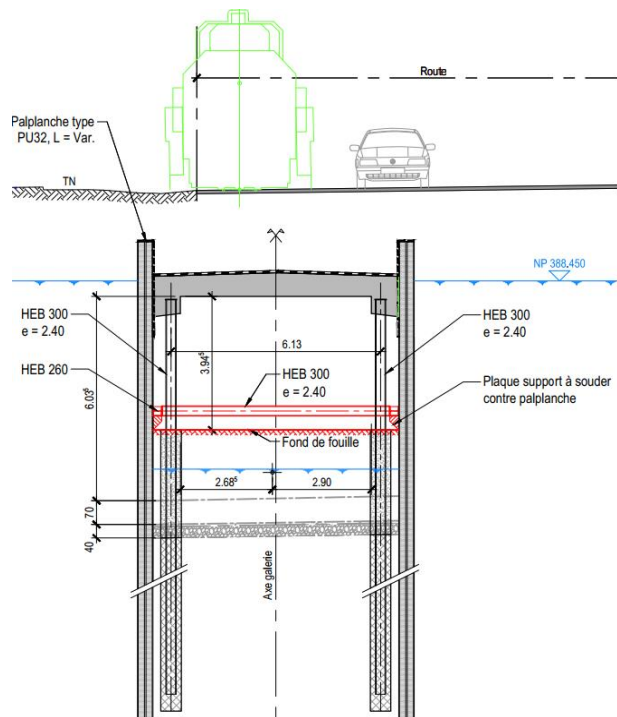 Route
Palplanche type
PU32, L = Var.
TN
NP 388.450
HEB 300
e = 2.40
HEB 300
e = 2.40
6.13
3.94⁵
HEB 260
HEB 300
e = 2.40
Plaque support à souder
contre palplanche
6.03⁵
Fond de fouille
2.68⁵
2.90
70
40
Axe galerie